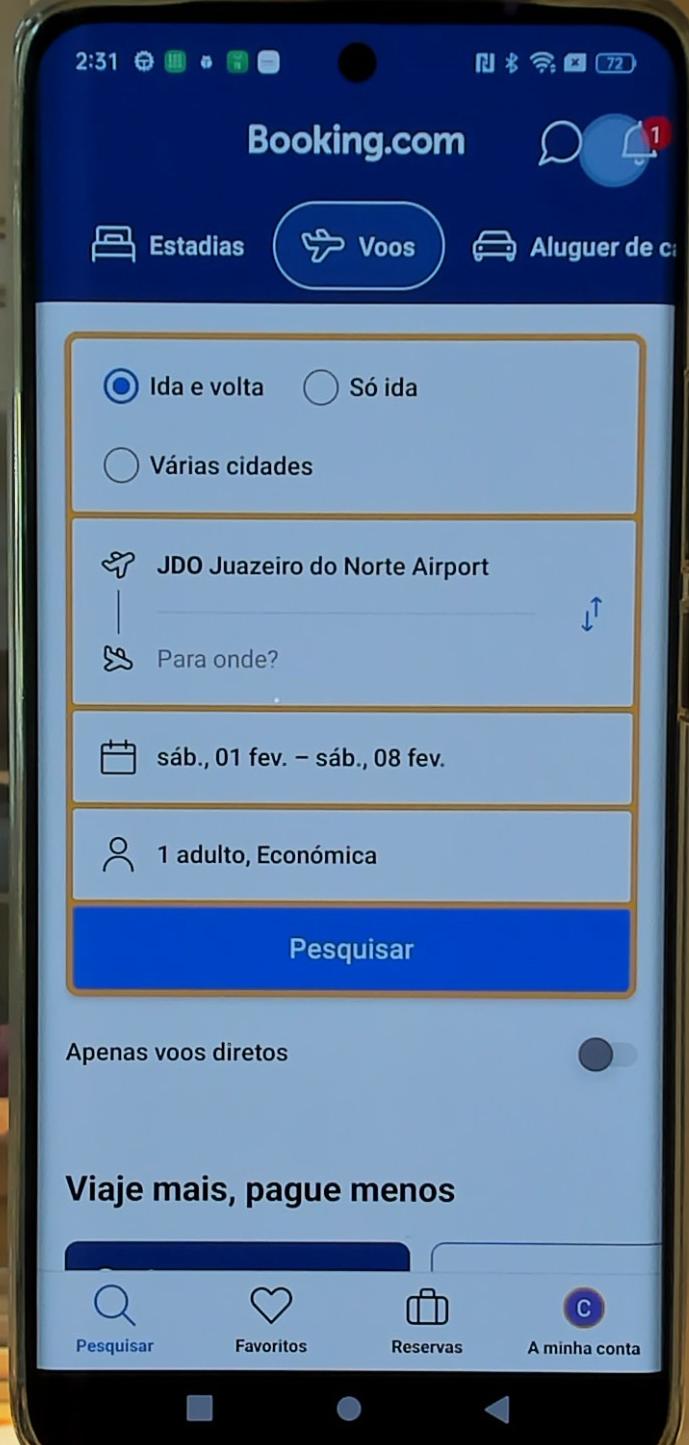 2:31
72
Booking.com
1
Estadias
Voos
Aluguer de ca
Ida e volta
Só ida
Várias cidades
JDO Juazeiro do Norte Airport
Para onde?
sáb., 01 fev. – sáb., 08 fev.
1 adulto, Económica
Pesquisar
Apenas voos diretos
Viaje mais, pague menos
Pesquisar
Favoritos
Reservas
C
A minha conta